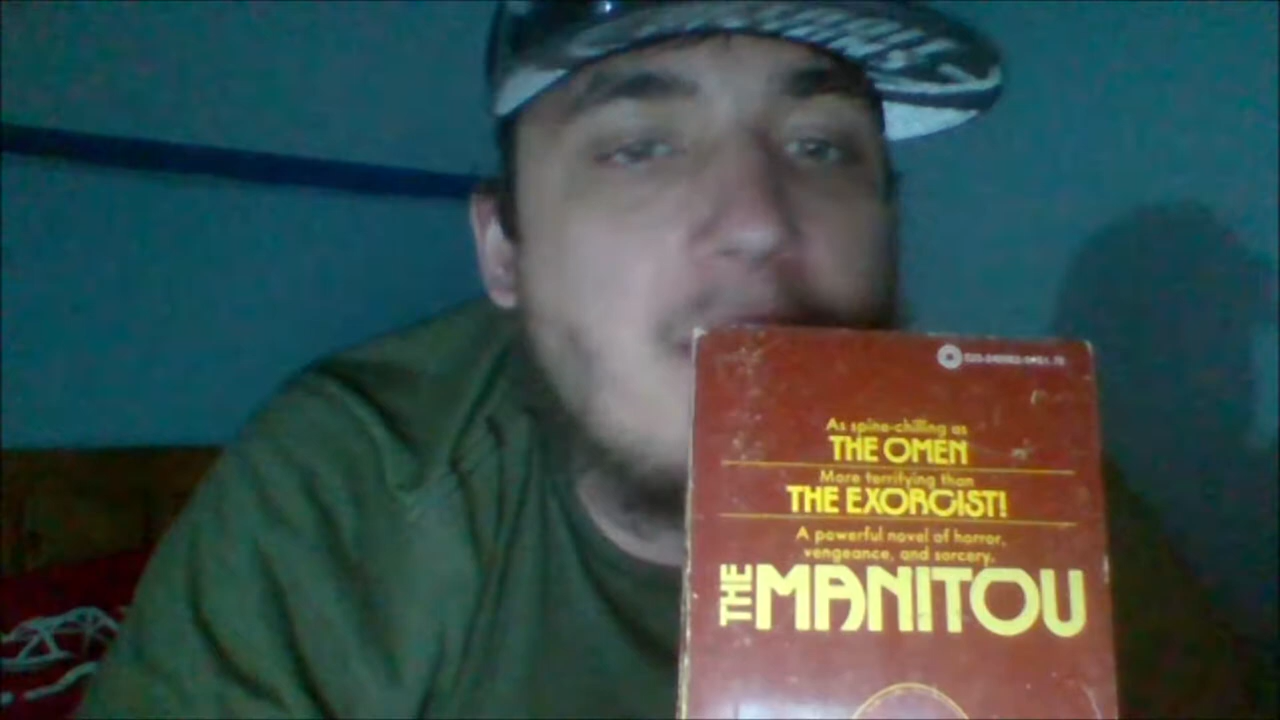 As spine-chilling as
THE OMEN
More terrifying than
THE EXORCIST!
A powerful novel of horror,
vengeance, and sorcery.
THE MANITOU